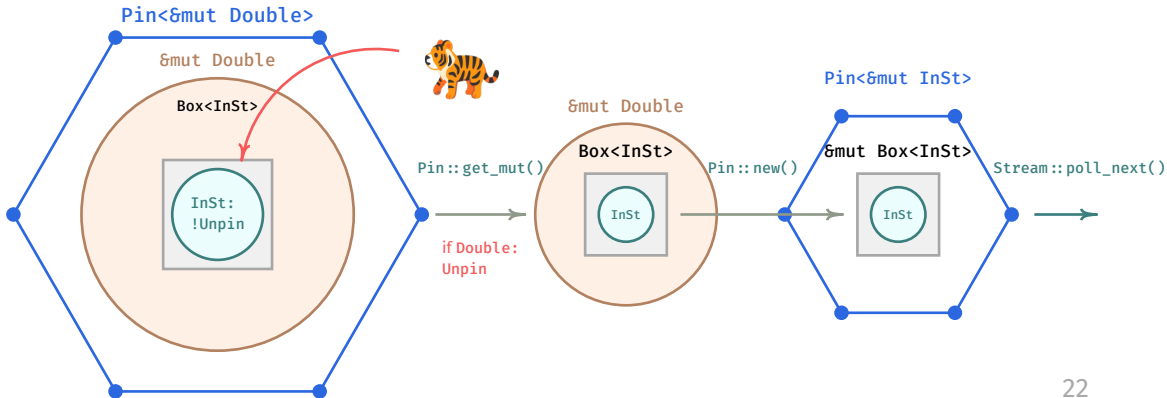 Pin<&mut Double>
&mut Double
Box<InSt>
InSt:
!Unpin
Pin::get_mut()
if Double:
Unpin
&mut Double
Box<InSt>
InSt
Pin::new()
Pin<&mut InSt>
&mut Box<InSt>
InSt
Stream::poll_next()
22